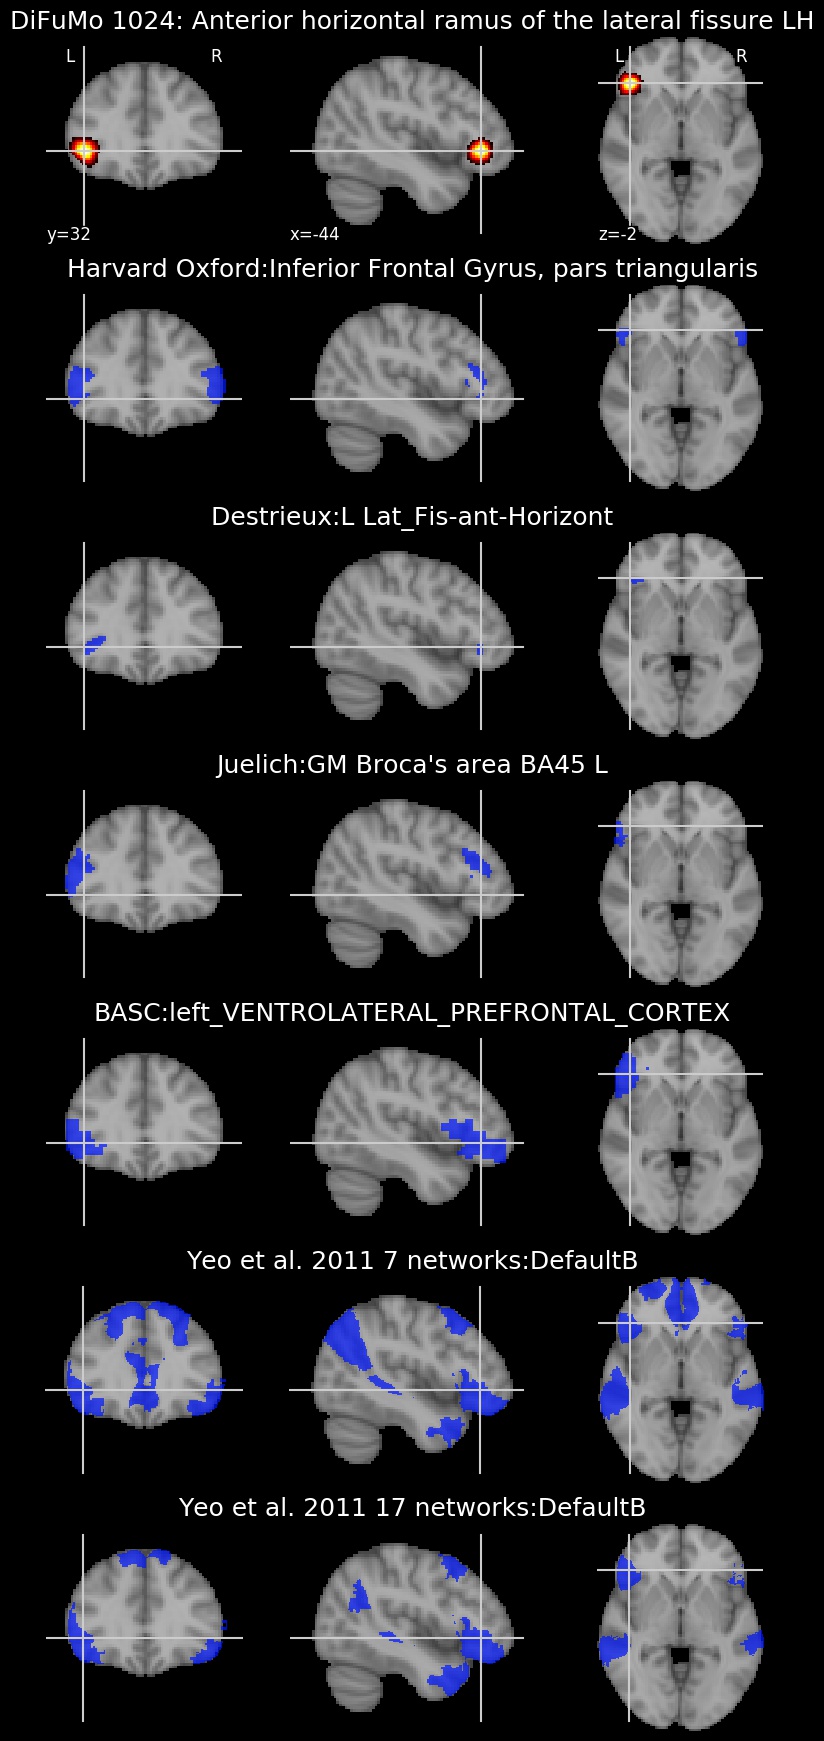 DiFuMo 1024: Anterior horizontal ramus of the lateral fissure LH
L R L R
y=32 x=-44 z=-2
Harvard Oxford:Inferior Frontal Gyrus, pars triangularis
Destrieux:L Lat_Fis-ant-Horizont
Juelich:GM Broca's area BA45 L
BASC:left_VENTROLATERAL_PREFRONTAL_CORTEX
Yeo et al. 2011 7 networks:DefaultB
Yeo et al. 2011 17 networks:DefaultB